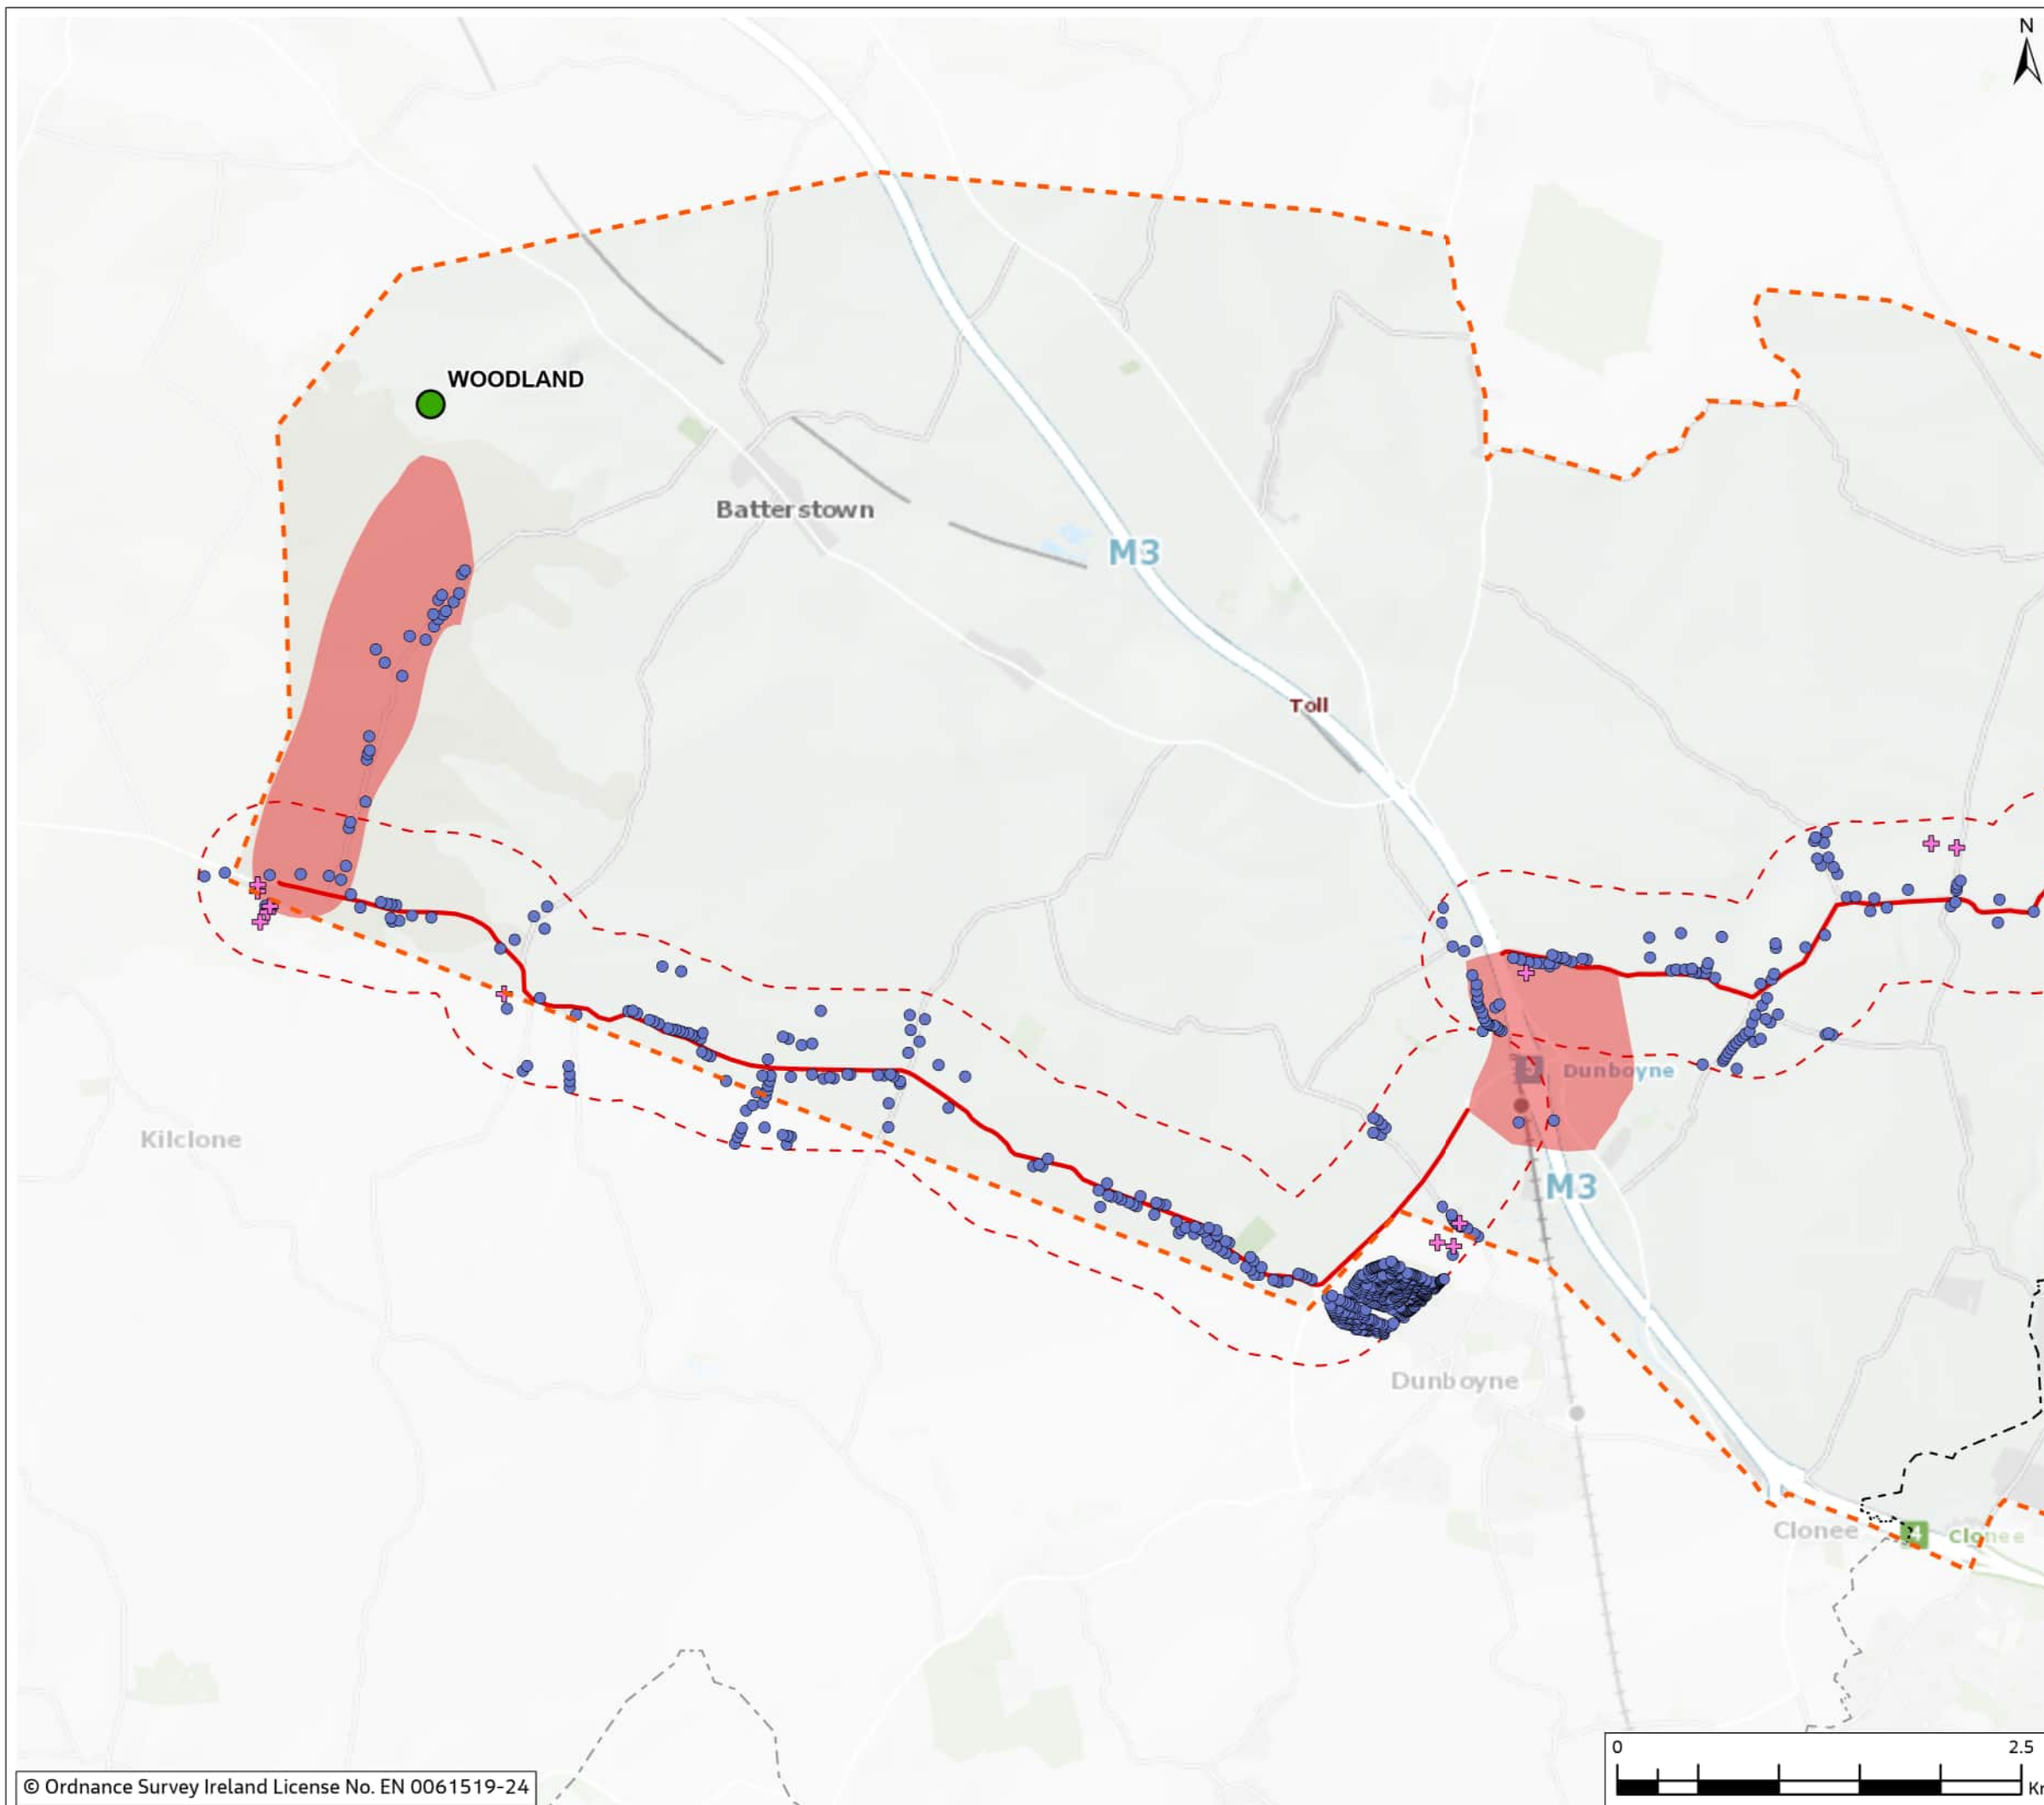 N
WOODLAND
Batterstown
M3
Toll
Dunboyne
Kilclone
M3
Dunboyne
Clonee
4
Clonee
0
2.5
© Ordnance Survey Ireland License No. EN 0061519-24